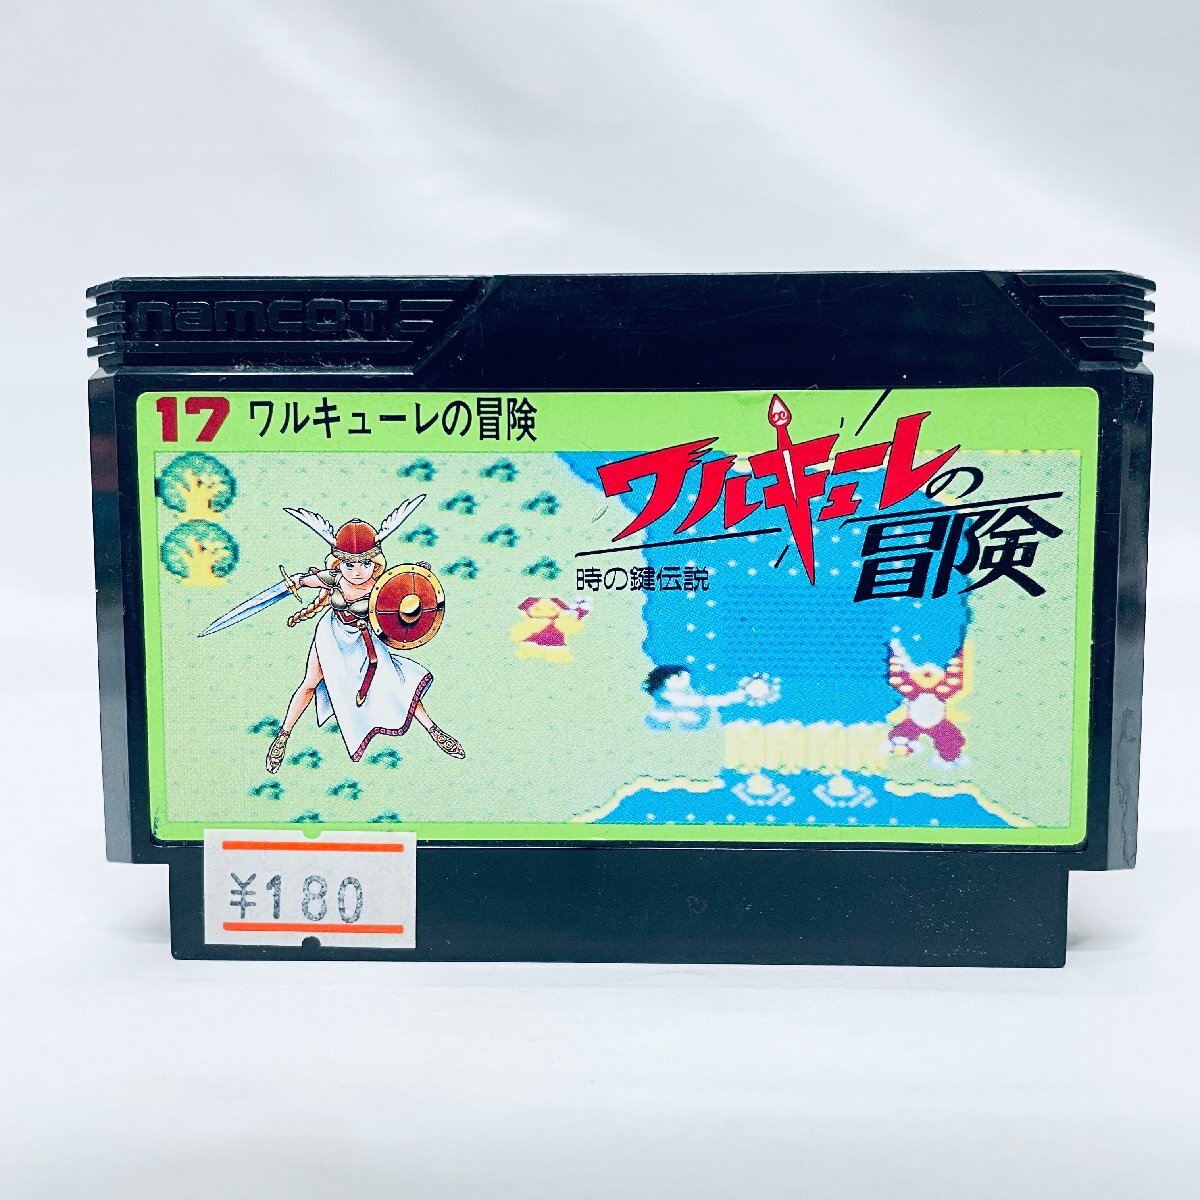 namcot
17 ワルキューレの冒険
ワルキューレの
冒険
時の鍵伝説
¥180